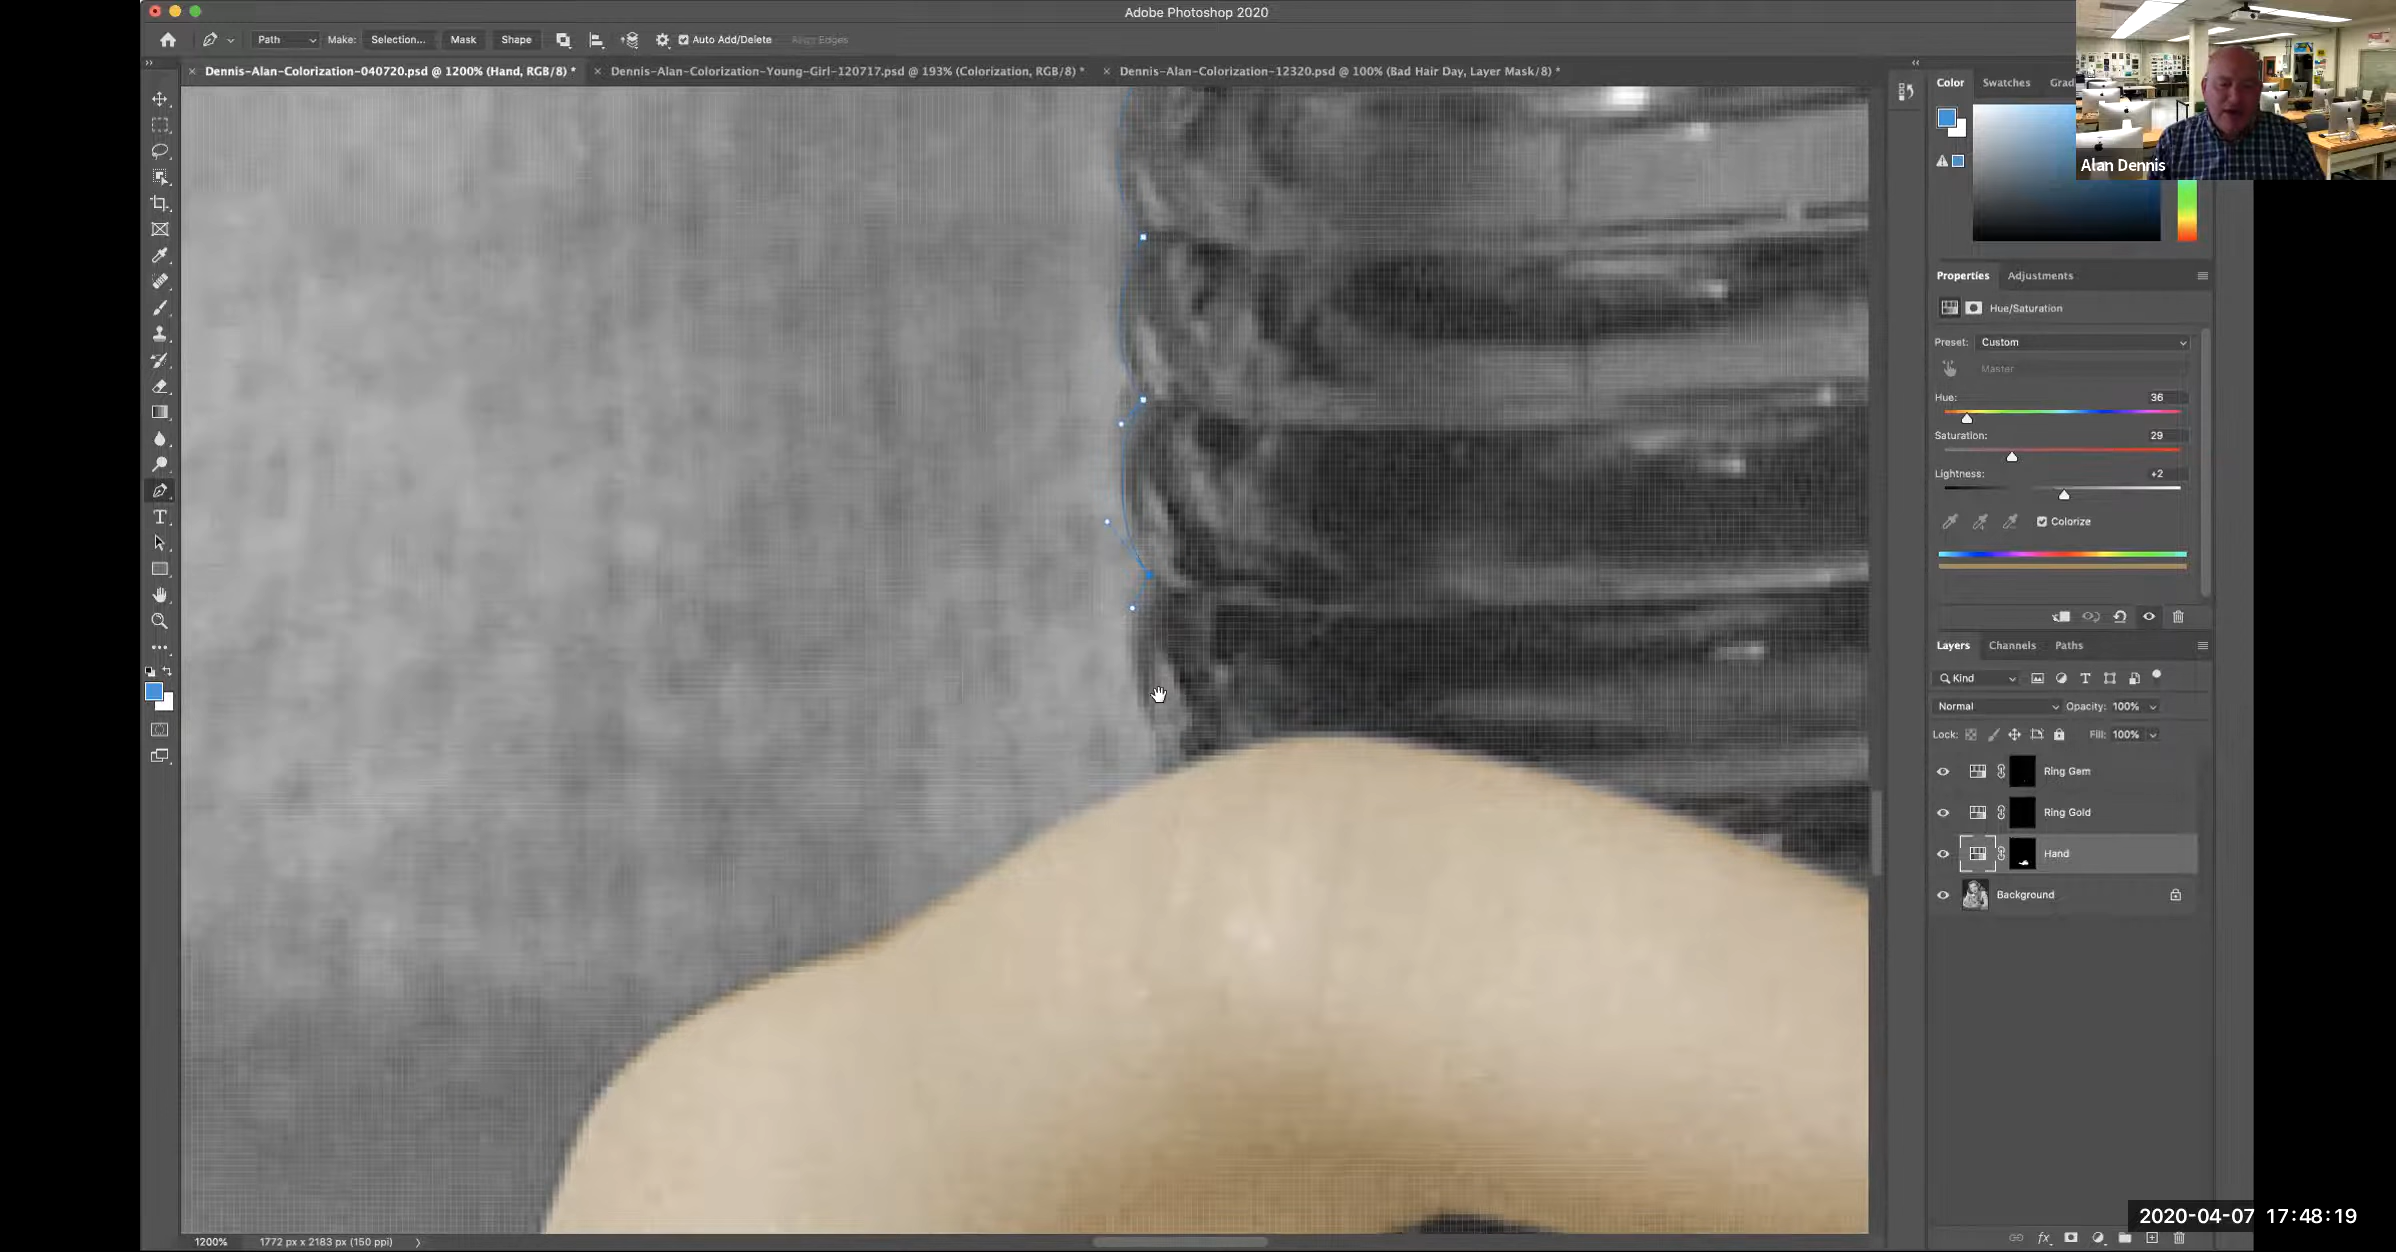 Adobe Photoshop 2020
Path Make: Selection... Mask Shape Auto Add/Delete Align Edges
Dennis-Alan-Colorization-040720.psd @ 1200% (Hand, RGB/8) * Dennis-Alan-Colorization-Young-Girl-120717.psd @ 193% (Colorization, RGB/8) * Dennis-Alan-Colorization-12320.psd @ 100% (Bad Hair Day, Layer Mask/8) *
Color Swatches Grad
Alan Dennis
Properties Adjustments
Hue/Saturation
Preset: Custom
Master
Hue: 36
Saturation: 29
Lightness: +2
Colorize
Layers Channels Paths
Kind
Normal Opacity: 100%
Lock: Fill: 100%
Ring Gem
Ring Gold
Hand
Background
2020-04-07 17:48:19
1200% 1772 px x 2183 px (150 ppi)